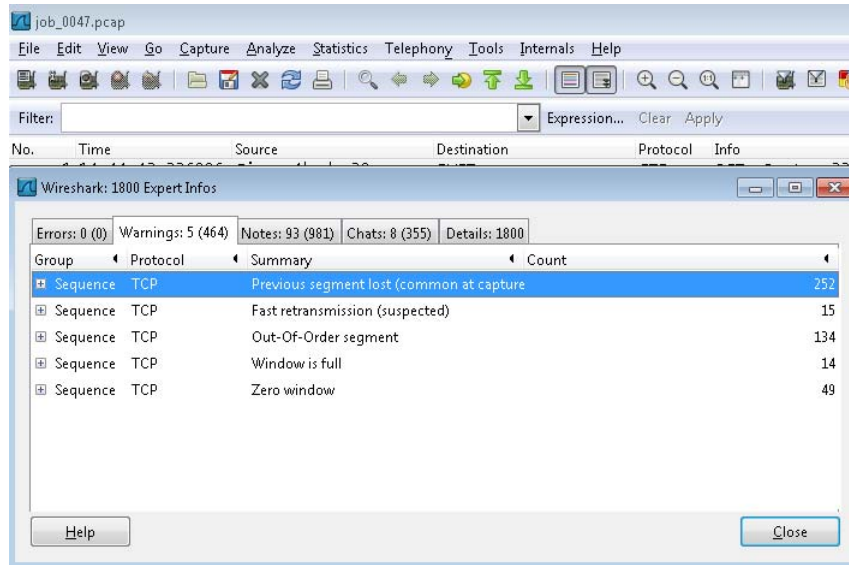 job_0047.pcap
File Edit View Go Capture Analyze Statistics Telephony Tools Internals Help
Filter: Expression... Clear Apply
No. Time Source Destination Protocol Info
Wireshark: 1800 Expert Infos
Errors: 0 (0) Warnings: 5 (464) Notes: 93 (981) Chats: 8 (355) Details: 1800
Group Protocol Summary Count
Sequence TCP Previous segment lost (common at capture 252
Sequence TCP Fast retransmission (suspected) 15
Sequence TCP Out-Of-Order segment 134
Sequence TCP Window is full 14
Sequence TCP Zero window 49
Help Close